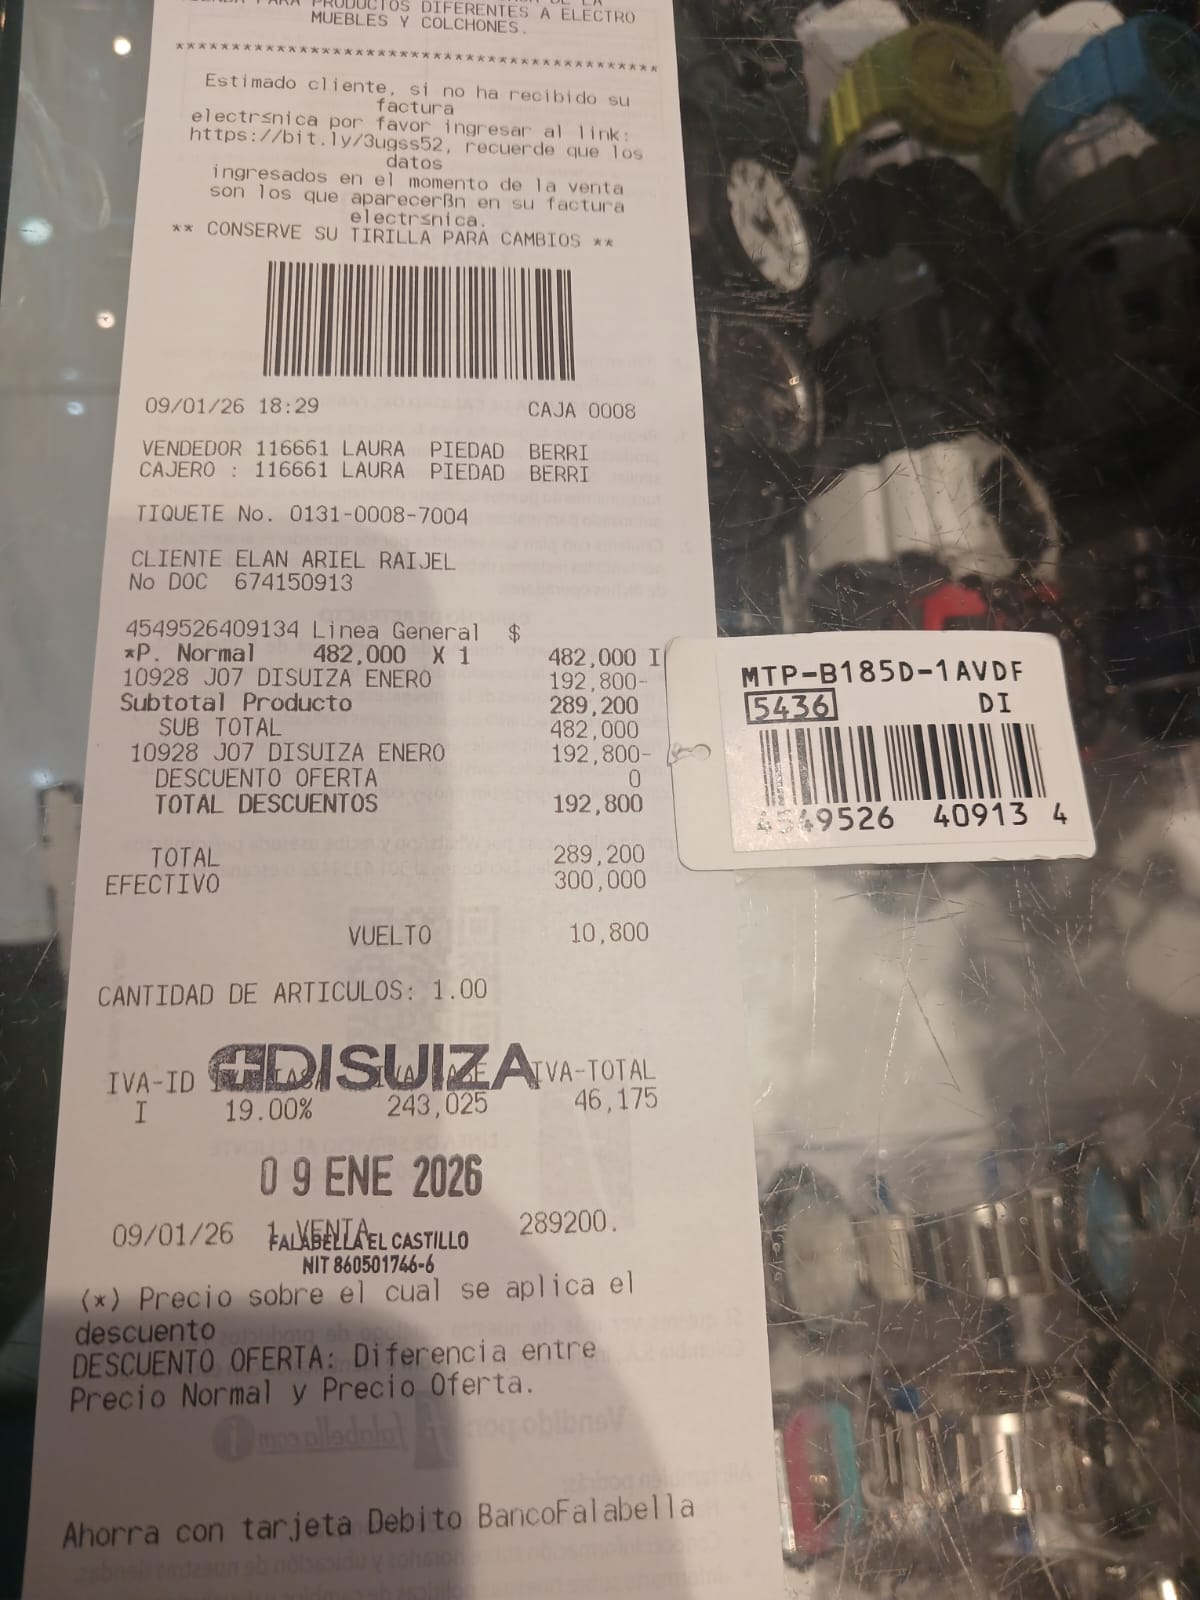 PARA PRODUCTOS DIFERENTES A ELECTRO
MUEBLES Y COLCHONES.
******************************************
Estimado cliente, si no ha recibido su
factura
electr≤nica por favor ingresar al link:
https://bit.ly/3ugss52, recuerde que los
datos
ingresados en el momento de la venta
son los que aparecerßn en su factura
electr≤nica.
** CONSERVE SU TIRILLA PARA CAMBIOS **
09/01/26 18:29 CAJA 0008
VENDEDOR 116661 LAURA PIEDAD BERRI
CAJERO : 116661 LAURA PIEDAD BERRI
TIQUETE No. 0131-0008-7004
CLIENTE ELAN ARIEL RAIJEL
No DOC 674150913
4549526409134 Linea General $
*P. Normal 482,000 X 1 482,000 I
10928 J07 DISUIZA ENERO 192,800-
Subtotal Producto 289,200
SUB TOTAL 482,000
10928 J07 DISUIZA ENERO 192,800-
DESCUENTO OFERTA 0
TOTAL DESCUENTOS 192,800
TOTAL 289,200
EFECTIVO 300,000
VUELTO 10,800
CANTIDAD DE ARTICULOS: 1.00
DISUIZA
IVA-ID IVA-TOTAL
I 19.00% 243,025 46,175
09 ENE 2026
09/01/26 1 VENTA 289200.
FALABELLA EL CASTILLO
NIT 860501746-6
(*) Precio sobre el cual se aplica el
descuento
DESCUENTO OFERTA: Diferencia entre
Precio Normal y Precio Oferta.
Ahorra con tarjeta Debito BancoFalabella
MTP-B185D-1AVDF
5436 DI
4549526 40913 4